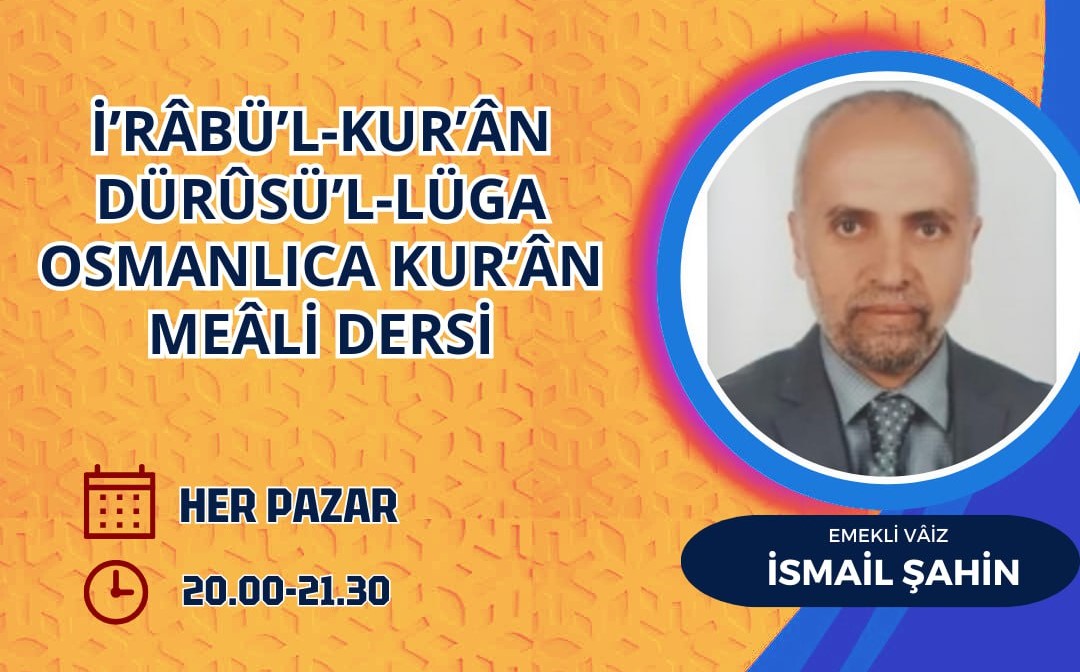 İ’RÂBÜ’L-KUR’ÂN
DÜRÛSÜ’L-LÜGA
OSMANLICA KUR’ÂN
MEÂLİ DERSİ
HER PAZAR
20.00-21.30
EMEKLİ VÂİZ
İSMAİL ŞAHİN